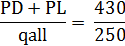 PD + PL / qall = 430 / 250